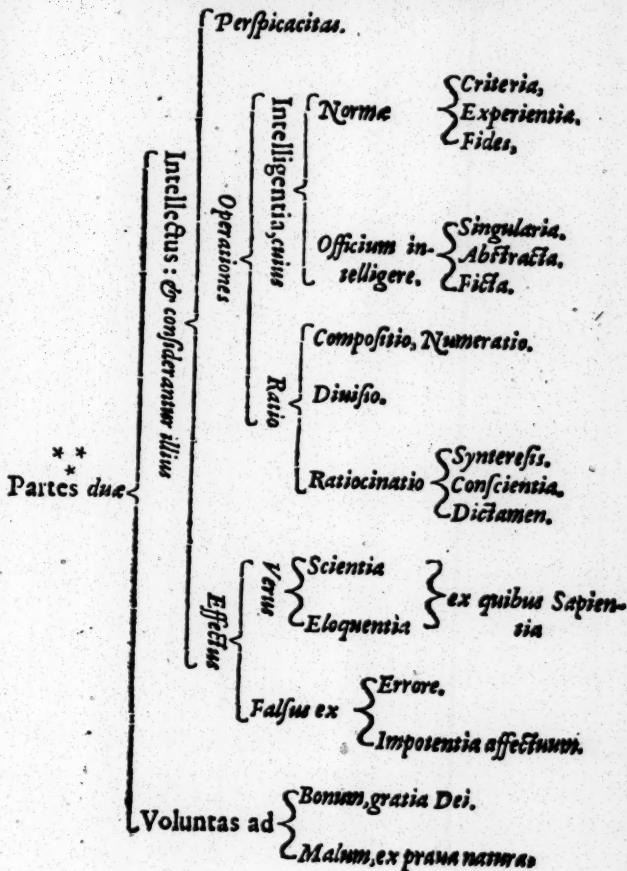 Perſpicacitas.
Criteria,
Normæ
Experientia.
Fides,
Intelligentia, cuius
Singularia.
Officium in-
telligere.
Abſtracta.
Ficta.
Operationes
Compoſitio, Numeratio.
Ratio
Diuiſio.
Syntereſis.
Ratiocinatio
Conſcientia.
Dictamen.
Intellectus: & conſiderantur illius
* *
*
Partes duæ
Scientia
Verus
ex quibus Sapien-
tia
Eloquentia
Effectus
Errore.
Falſus ex
Impotentia affectuum.
Bonum, gratia Dei.
Voluntas ad
Malum, ex praua natura.